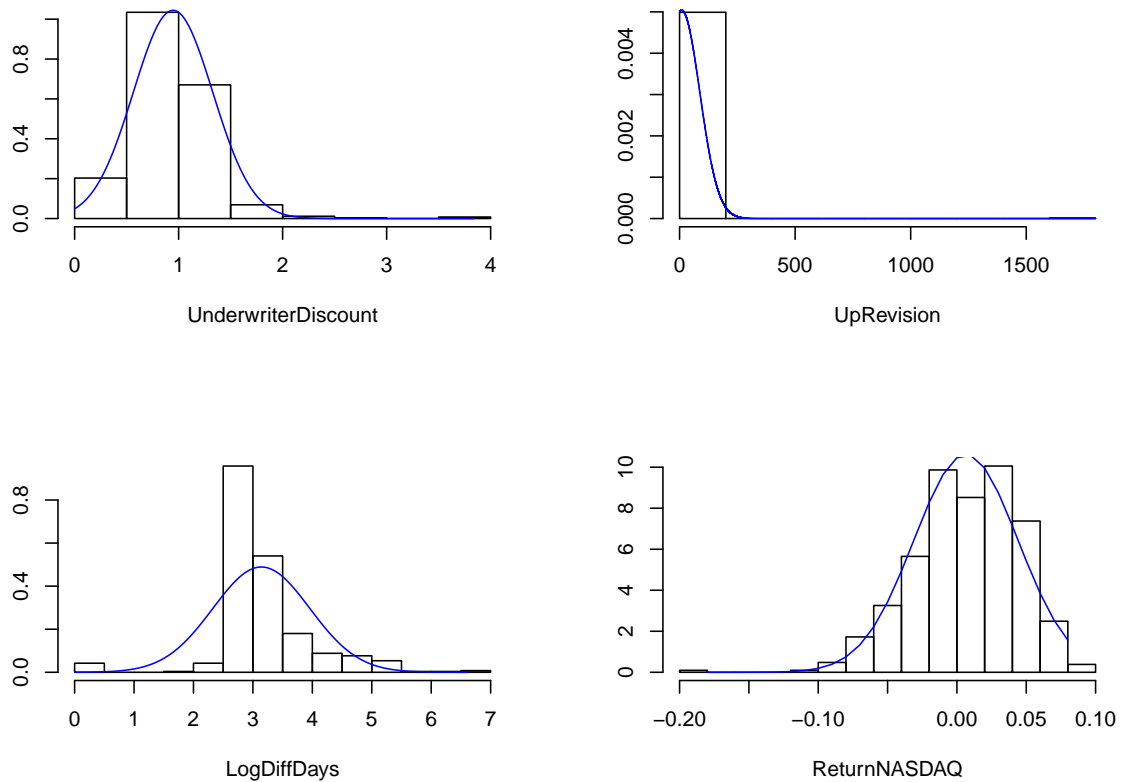 0.0 0.4 0.8
0 1 2 3 4
UnderwriterDiscount
0.000 0.002 0.004
0 500 1000 1500
UpRevision
0.0 0.4 0.8
0 1 2 3 4 5 6 7
LogDiffDays
0 2 4 6 8 10
−0.20 −0.10 0.00 0.05 0.10
ReturnNASDAQ